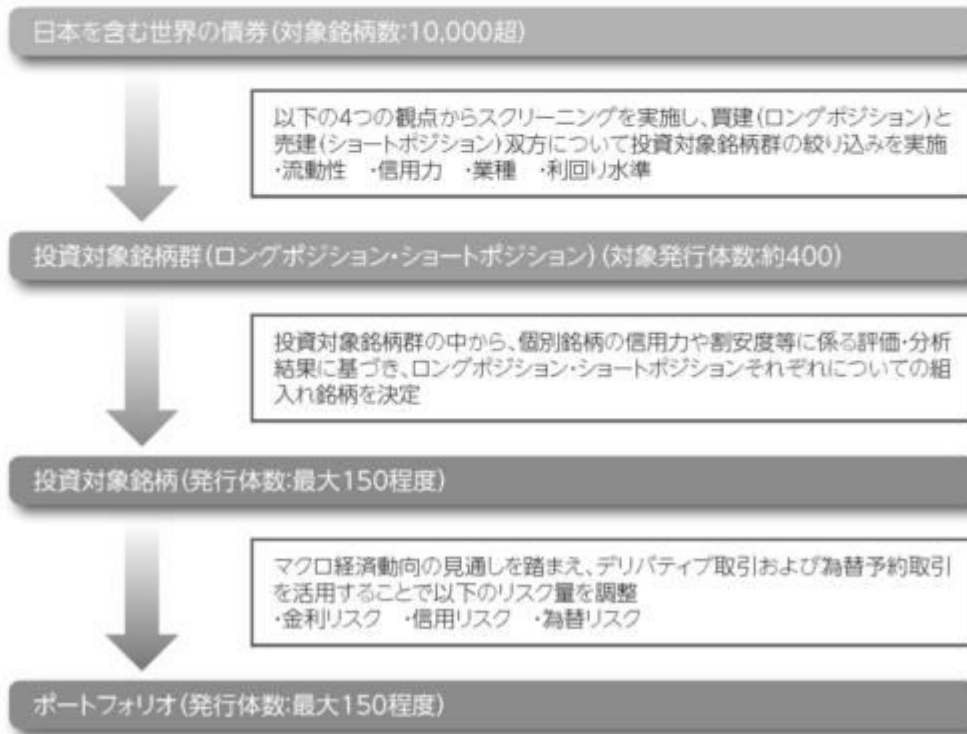 日本を含む世界の債券(対象銘柄数:10,000超)
以下の4つの観点からスクリーニングを実施し、買建(ロングポジション)と
売建(ショートポジション)双方について投資対象銘柄群の絞り込みを実施
・流動性　・信用力　・業種　・利回り水準
投資対象銘柄群(ロングポジション・ショートポジション)(対象発行体数:約400)
投資対象銘柄群の中から、個別銘柄の信用力や割安度等に係る評価・分析
結果に基づき、ロングポジション・ショートポジションそれぞれについての組
入れ銘柄を決定
投資対象銘柄(発行体数:最大150程度)
マクロ経済動向の見通しを踏まえ、デリバティブ取引および為替予約取引
を活用することで以下のリスク量を調整
・金利リスク　・信用リスク　・為替リスク
ポートフォリオ(発行体数:最大150程度)